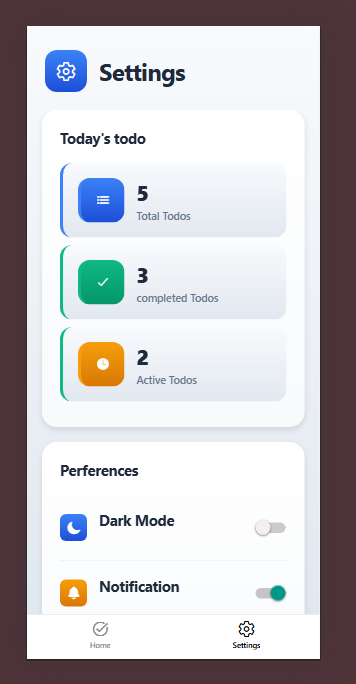 Settings
Today's todo
5
Total Todos
3
completed Todos
2
Active Todos
Perferences
Dark Mode
Notification
Home
Settings